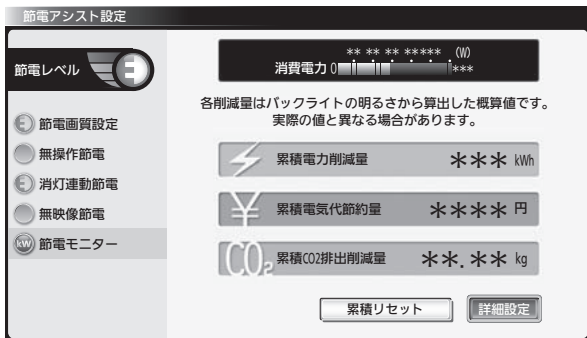 節電アシスト設定
節電レベル
節電画質設定
無操作節電
消灯連動節電
無映像節電
kW 節電モニター
** ** ** ***** (W)
消費電力 0 ***
各削減量はバックライトの明るさから算出した概算値です。
実際の値と異なる場合があります。
累積電力削減量 *** kWh
¥ 累積電気代節約量 **** 円
CO2 累積CO2排出削減量 **.** kg
累積リセット 詳細設定